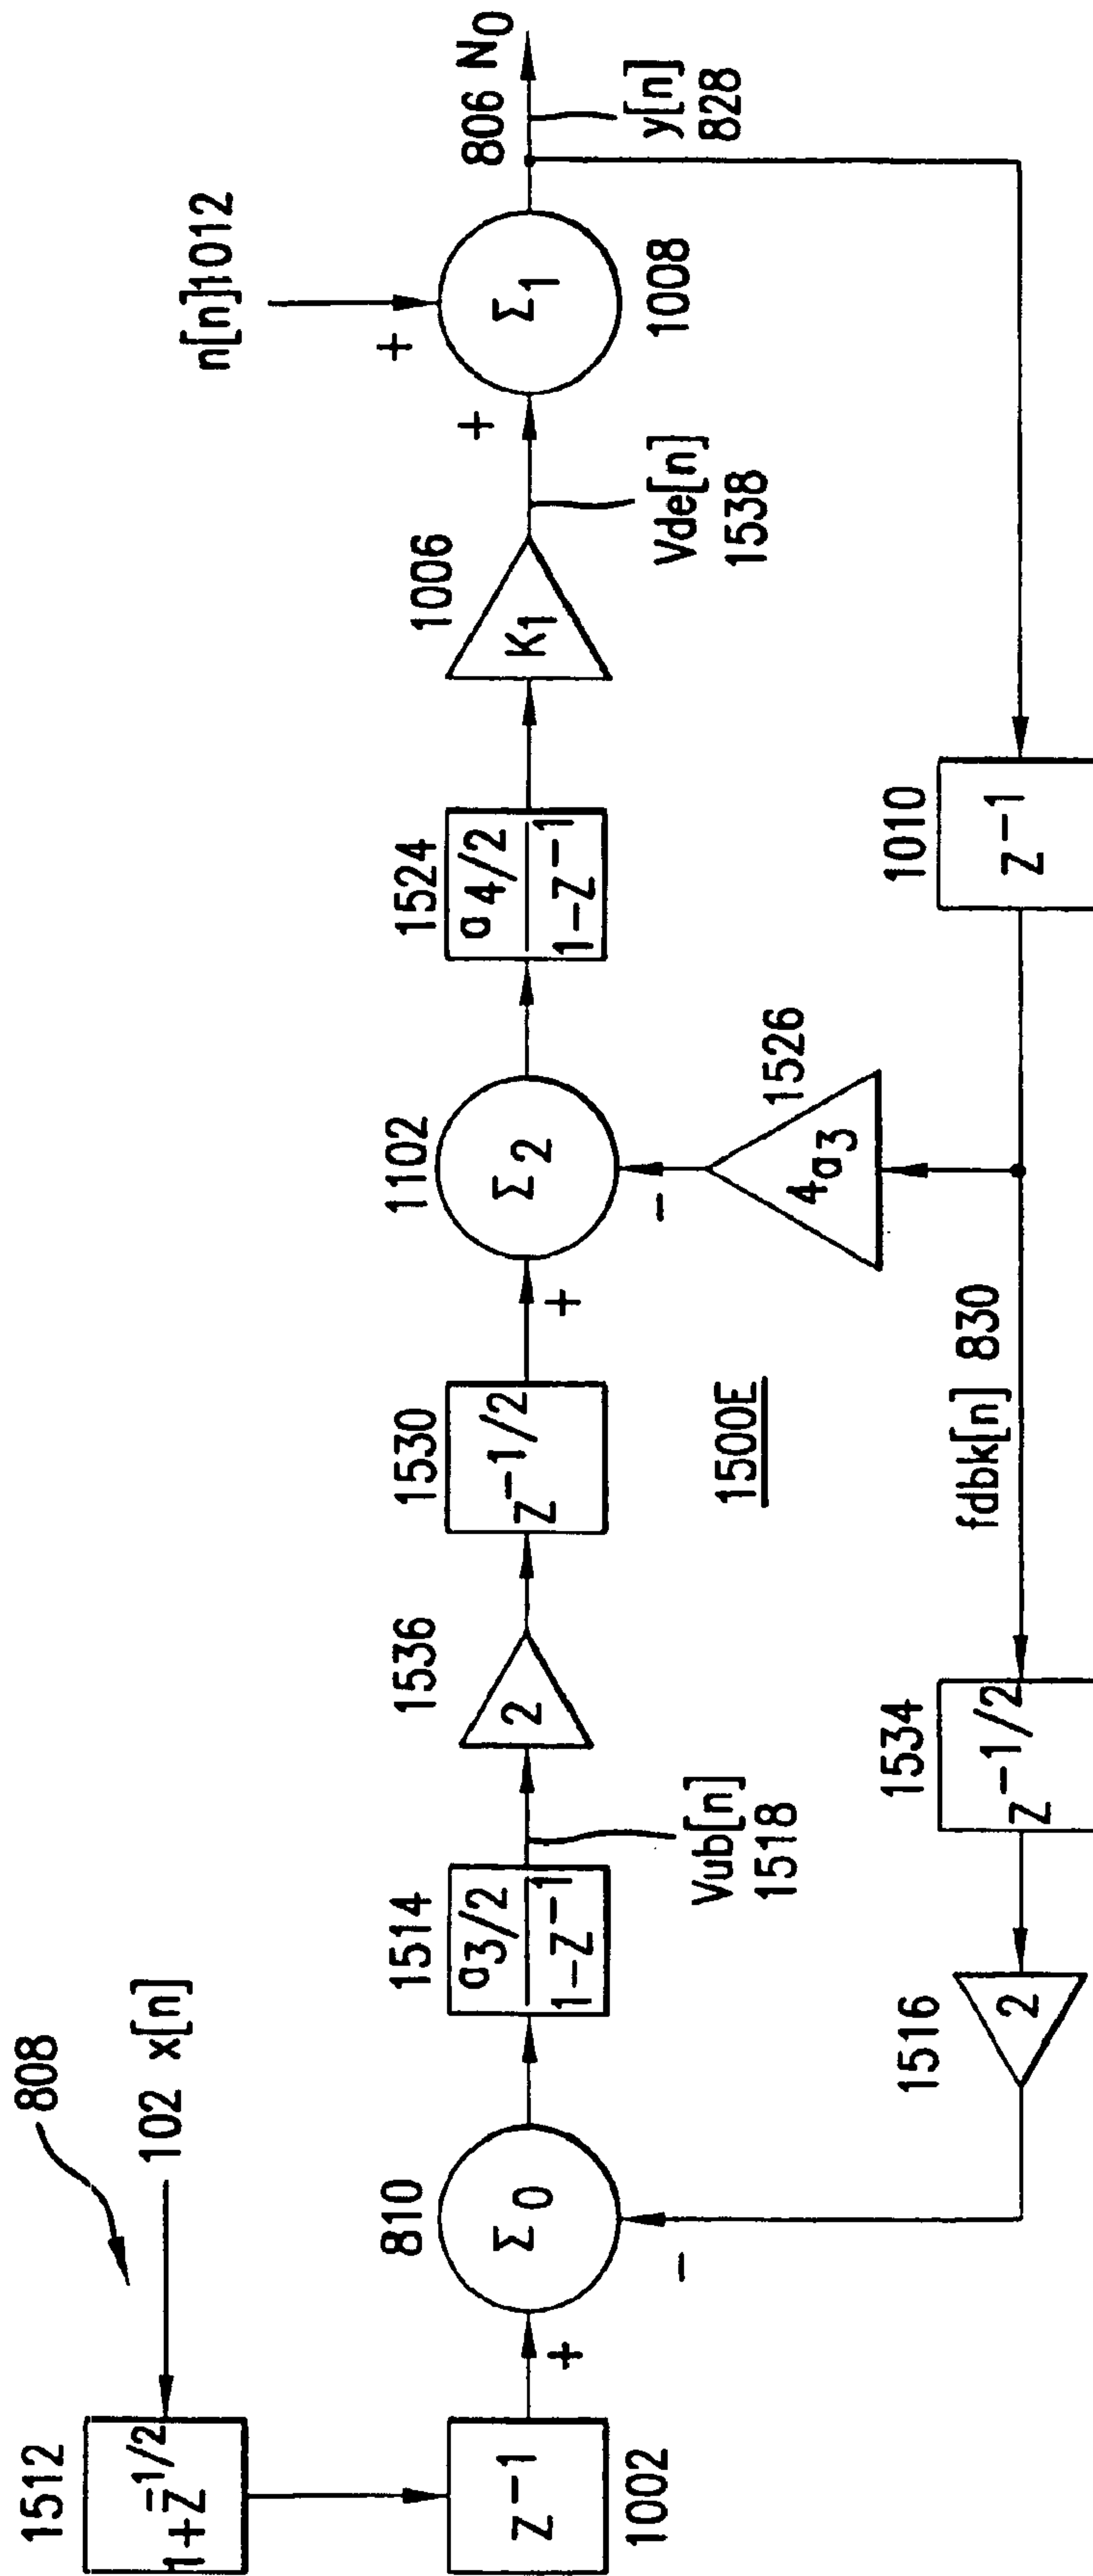 808
102 x[n]
1512
1+z^{-1/2}
1002
z^{-1}
810
Σ0
+
-
1514
a3/2
1-z^{-1}
Vub[n]
1518
1536
2
1530
z^{-1/2}
+
1102
Σ2
-
1526
4a3
1524
a4/2
1-z^{-1}
1006
K1
Vde[n]
1538
+
n[n]1012
+
Σ1
1008
806 N0
y[n]
828
1010
z^{-1}
fdbk[n] 830
1534
z^{-1/2}
1516
2
1500E